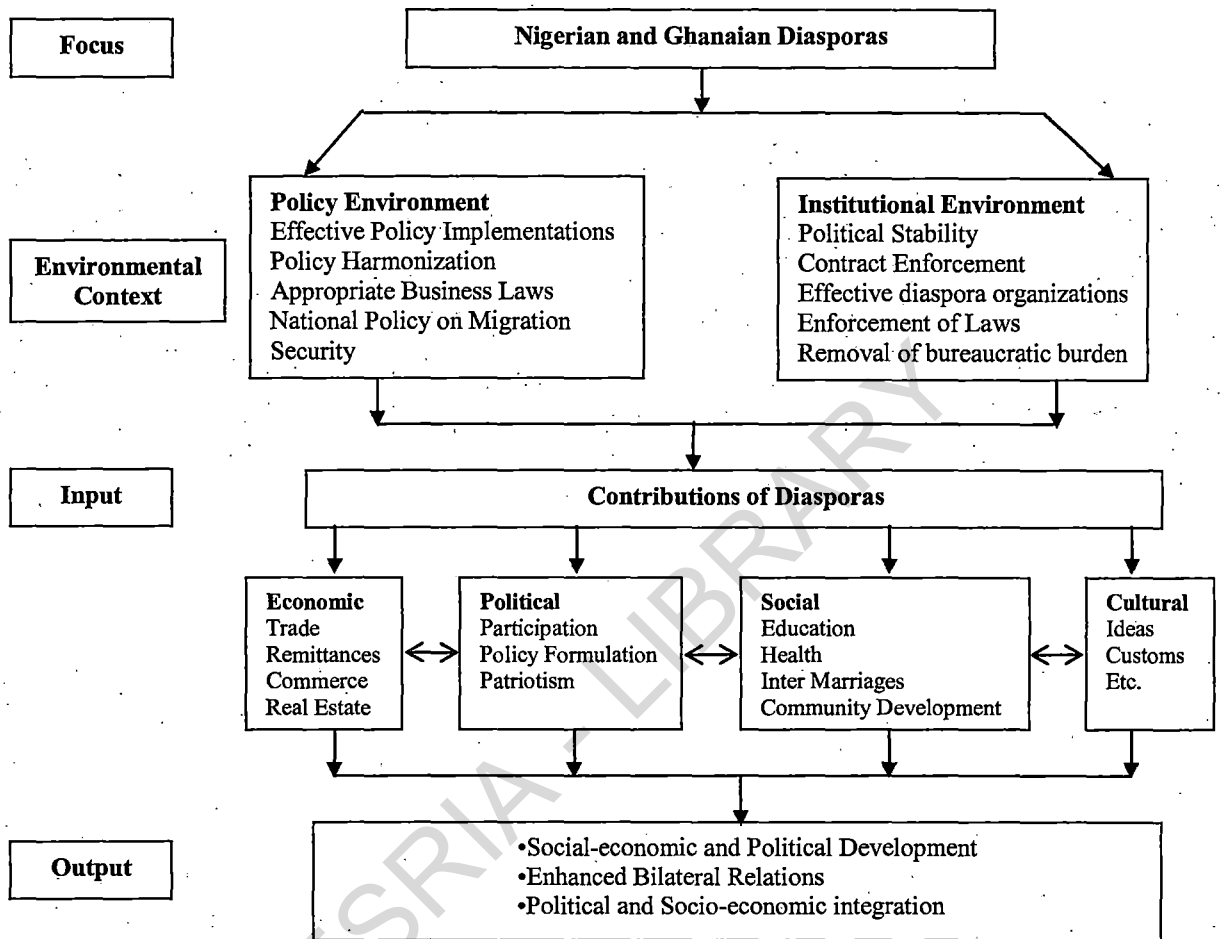 Focus
Nigerian and Ghanaian Diasporas
Environmental
Context
Policy Environment
Effective Policy Implementations
Policy Harmonization
Appropriate Business Laws
National Policy on Migration
Security
Institutional Environment
Political Stability
Contract Enforcement
Effective diaspora organizations
Enforcement of Laws
Removal of bureaucratic burden
Input
Contributions of Diasporas
Economic
Trade
Remittances
Commerce
Real Estate
Political
Participation
Policy Formulation
Patriotism
Social
Education
Health
Inter Marriages
Community Development
Cultural
Ideas
Customs
Etc.
Output
•Social-economic and Political Development
•Enhanced Bilateral Relations
•Political and Socio-economic integration
ESRIA - LIBRARY